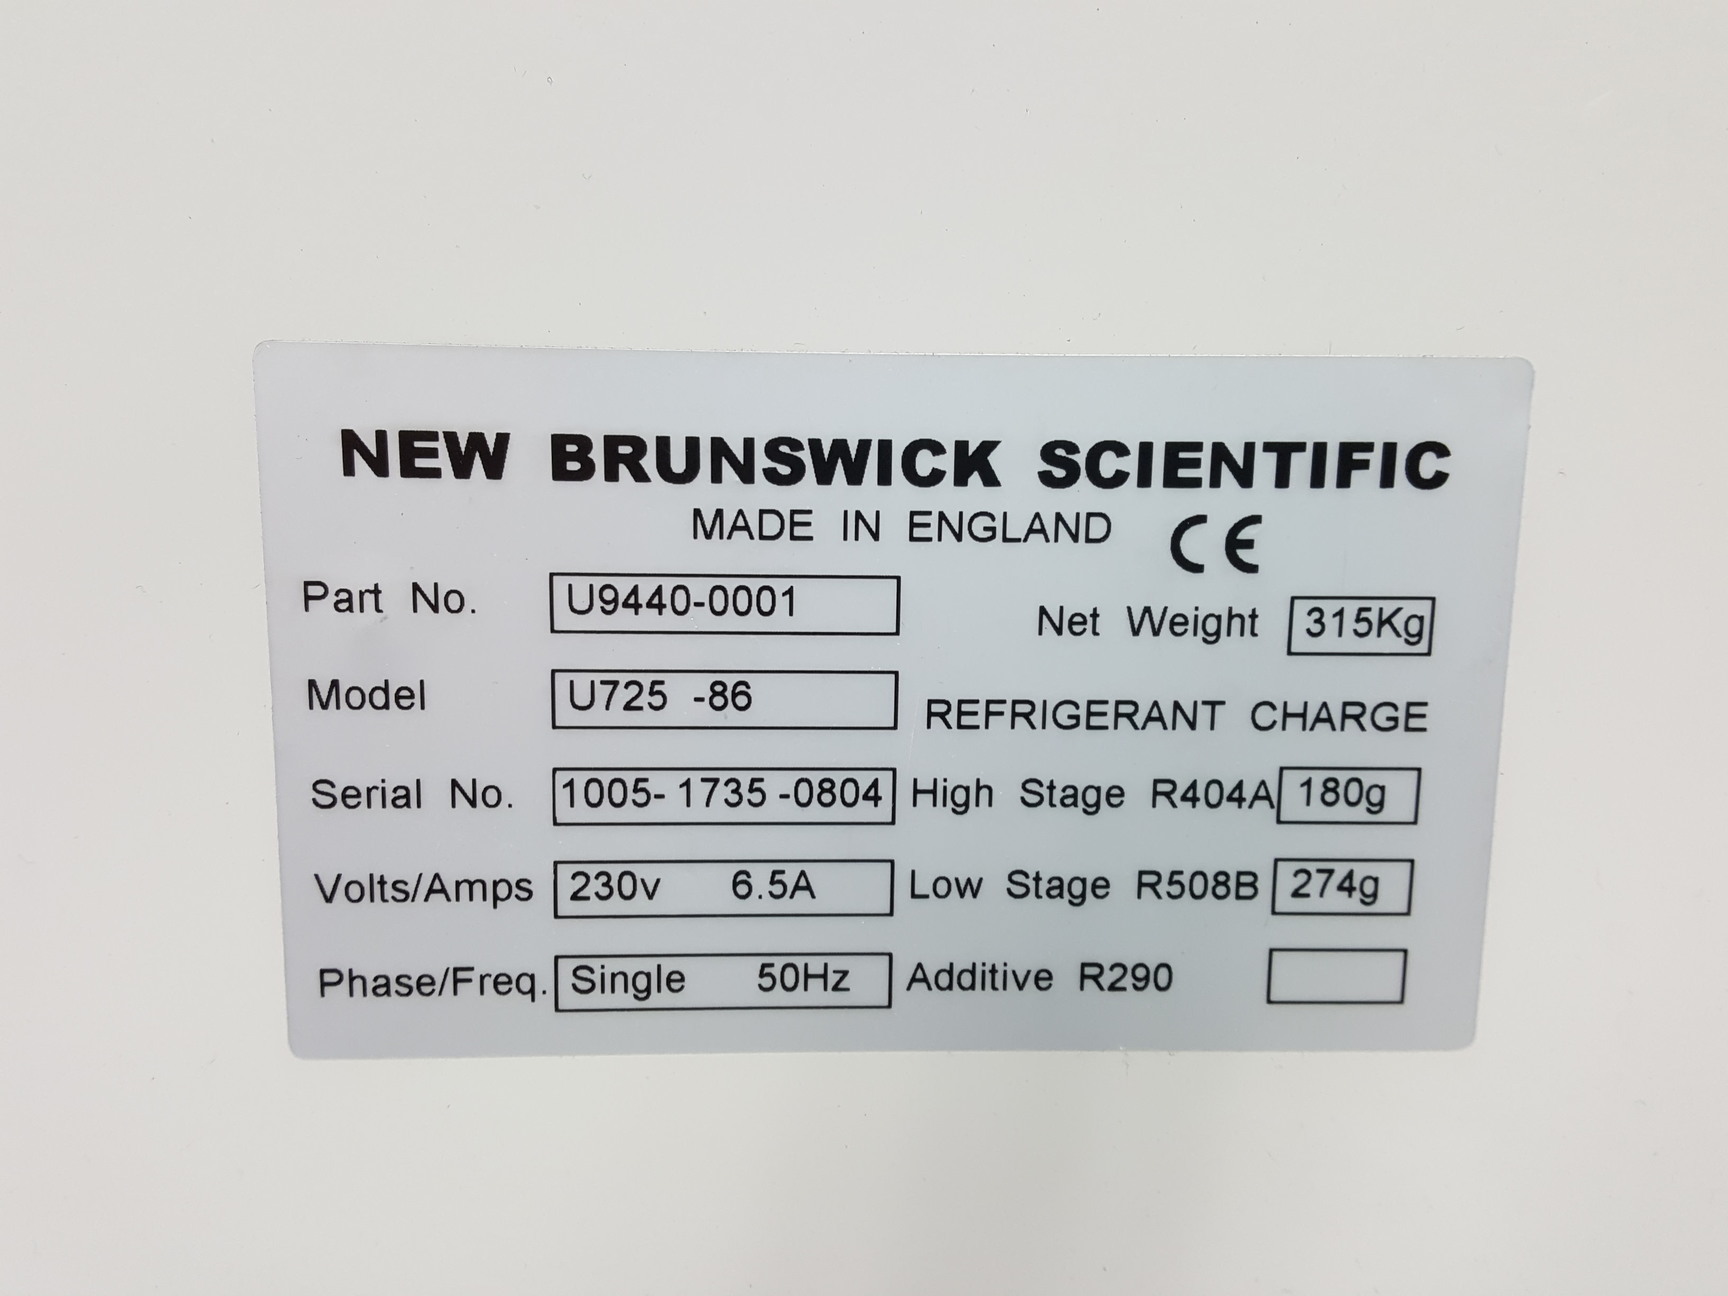 NEW BRUNSWICK SCIENTIFIC
MADE IN ENGLAND CE
Part No. U9440-0001 Net Weight 315Kg
Model U725 -86 REFRIGERANT CHARGE
Serial No. 1005- 1735 -0804 High Stage R404A 180g
Volts/Amps 230v 6.5A Low Stage R508B 274g
Phase/Freq. Single 50Hz Additive R290